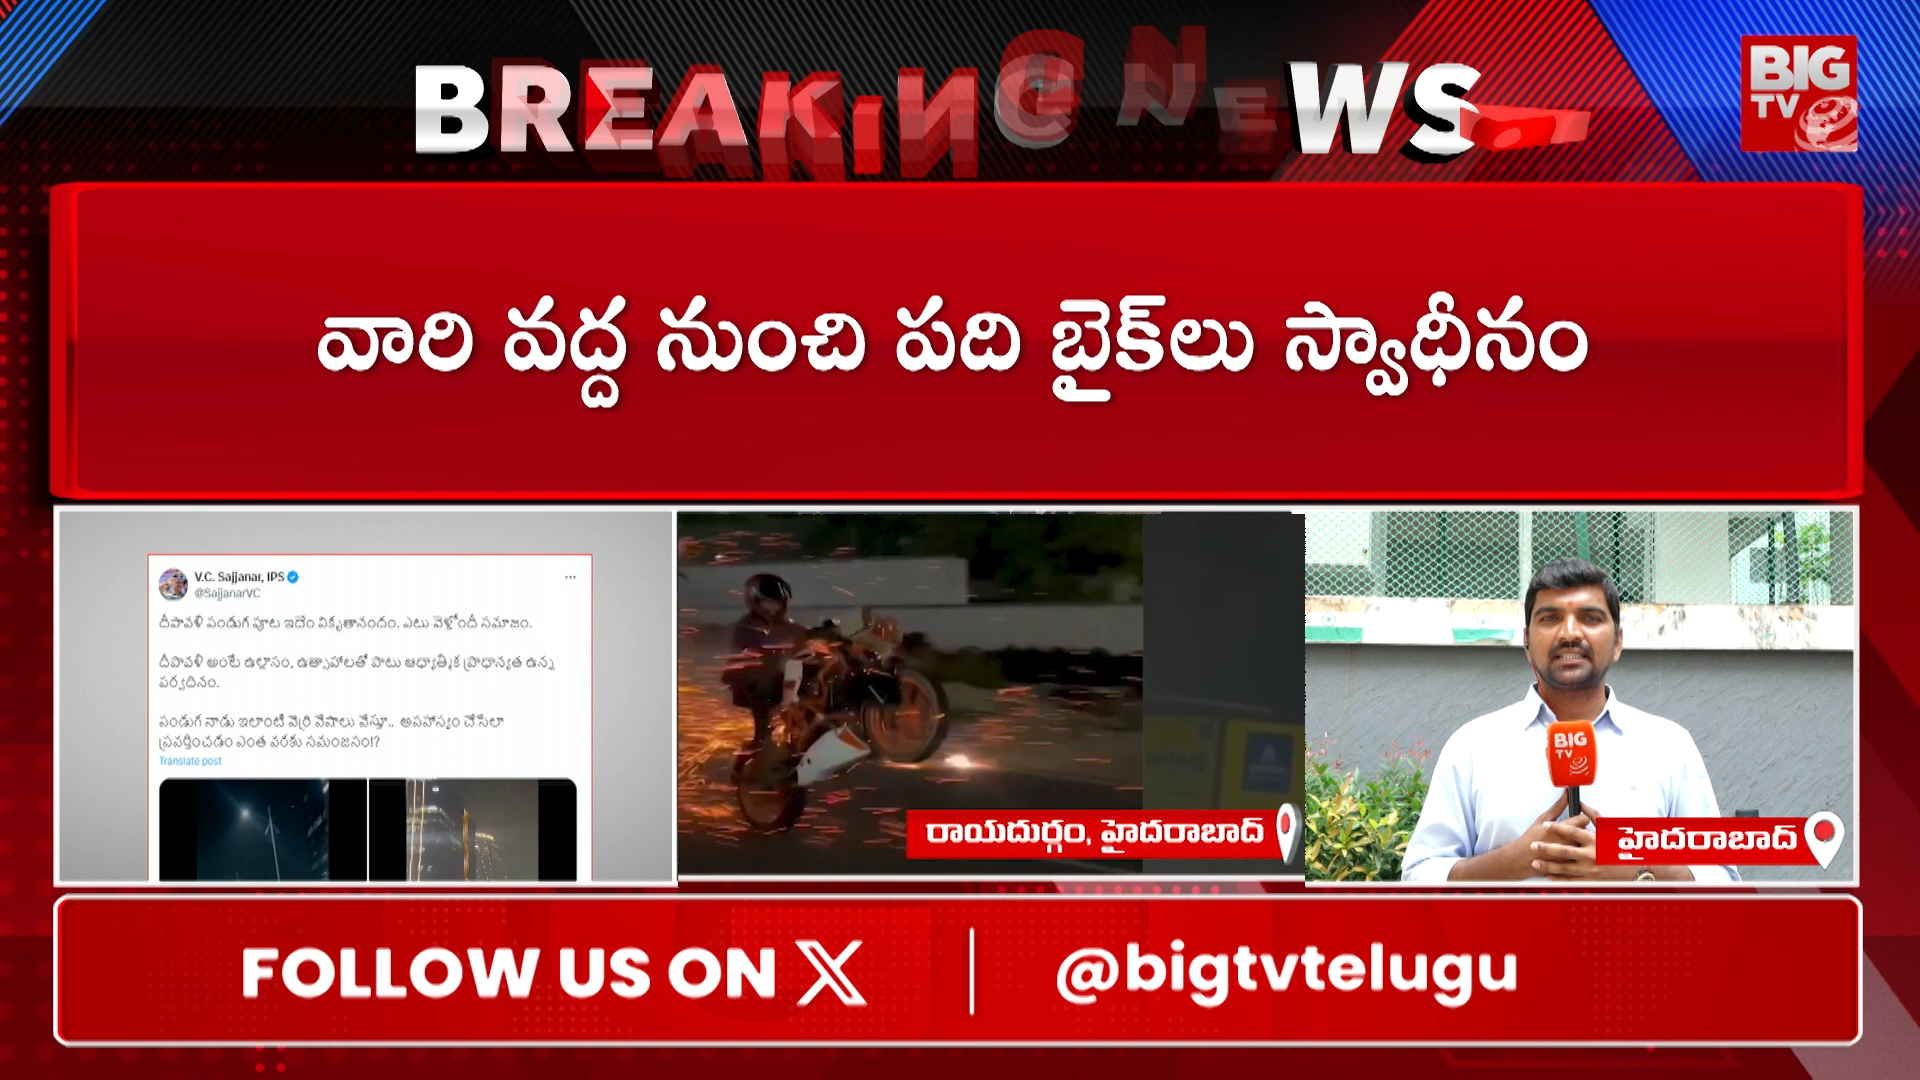 BREAKING NEWS
BIG
TV
వారి వద్ద నుంచి పది బైక్‌లు స్వాధీనం
V.C. Sajjanar, IPS
@SajjanarVC
దీపావళి పండుగ పూట ఇదేం వికృతానందం. ఎటు వెళ్తోందీ సమాజం.
దీపావళి అంటే ఉల్లాసం, ఉత్సాహాలతో పాటు ఆధ్యాత్మిక ప్రాధాన్యత ఉన్న
పర్వదినం.
పండుగ నాడు ఇలాంటి వెర్రి వేషాలు వేస్తూ.. అపహాస్యం చేసేలా
ప్రవర్తించడం ఎంత వరకు సమంజసం!?
Translate post
రాయదుర్గం, హైదరాబాద్
BIG
TV
హైదరాబాద్
FOLLOW US ON X | @bigtvtelugu